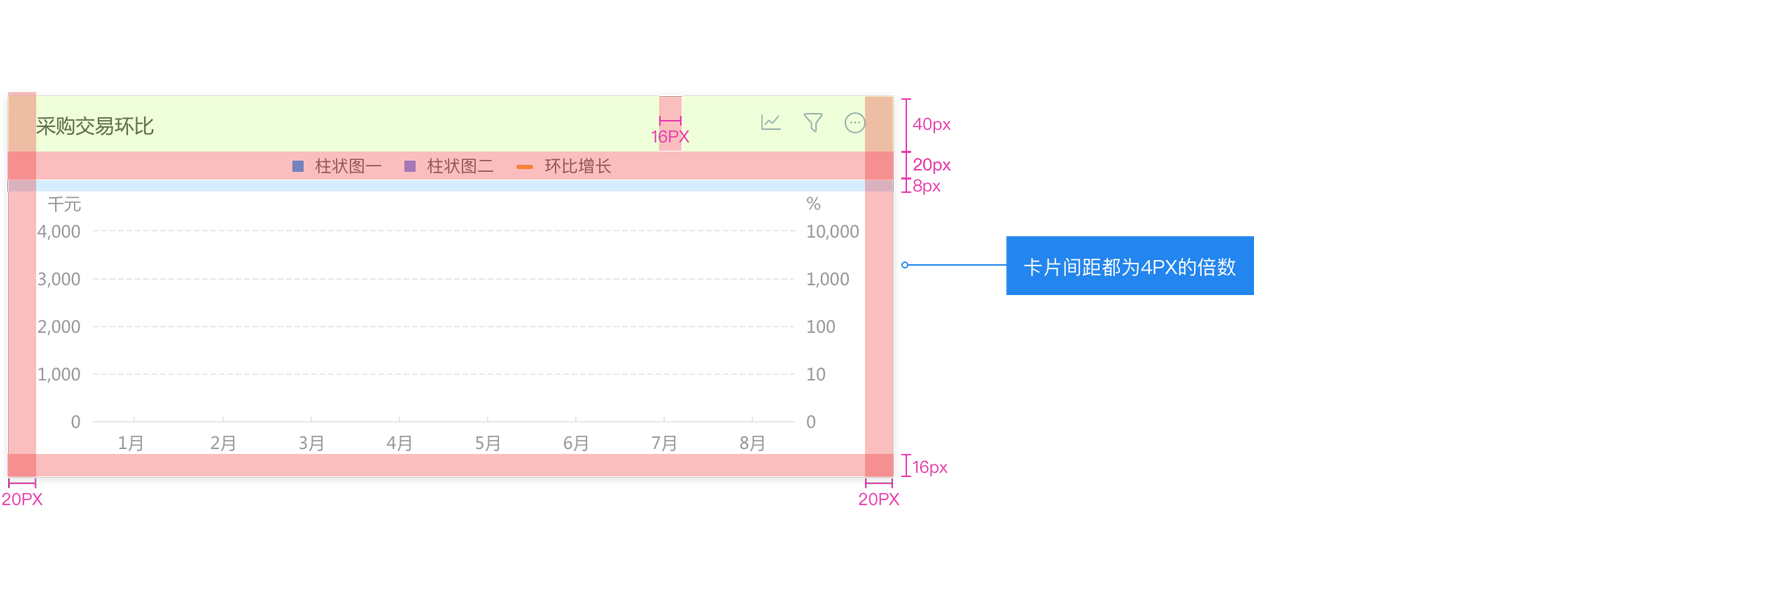 采购交易环比
16PX
40px
柱状图一 柱状图二 环比增长
20px
8px
千元 %
4,000 10,000
3,000 1,000
卡片间距都为4PX的倍数
2,000 100
1,000 10
0 0
1月 2月 3月 4月 5月 6月 7月 8月
16px
20PX 20PX